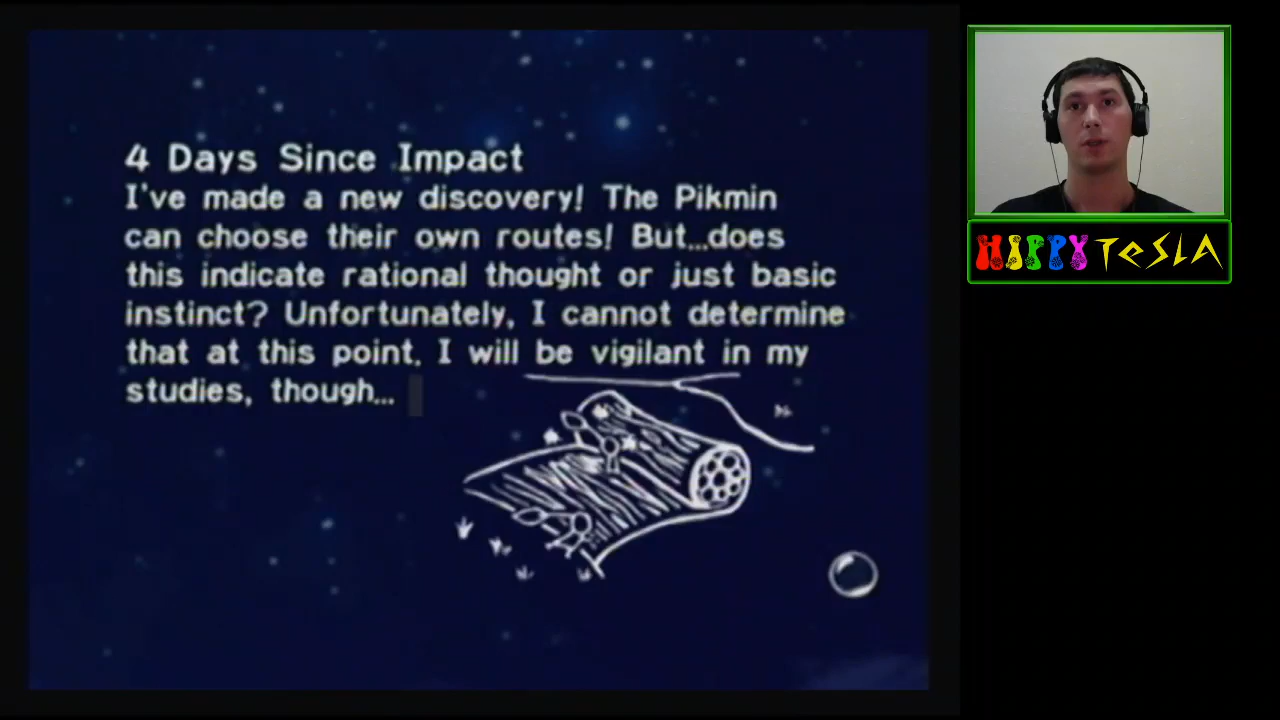 4 Days Since Impact
I've made a new discovery! The Pikmin
can choose their own routes! But...does
this indicate rational thought or just basic
instinct? Unfortunately, I cannot determine
that at this point. I will be vigilant in my
studies, though...
HIPPY TESLA